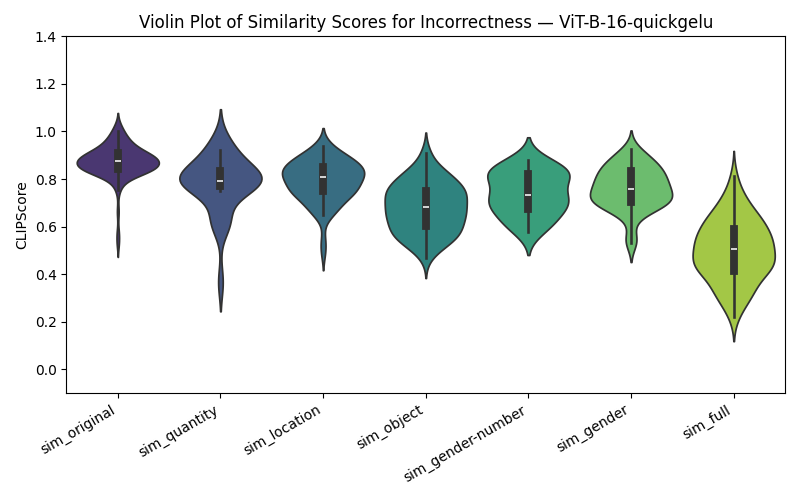 Violin Plot of Similarity Scores for Incorrectness — ViT-B-16-quickgelu
CLIPScore
1.4
1.2
1.0
0.8
0.6
0.4
0.2
0.0
sim_original
sim_quantity
sim_location
sim_object
sim_gender-number
sim_gender
sim_full